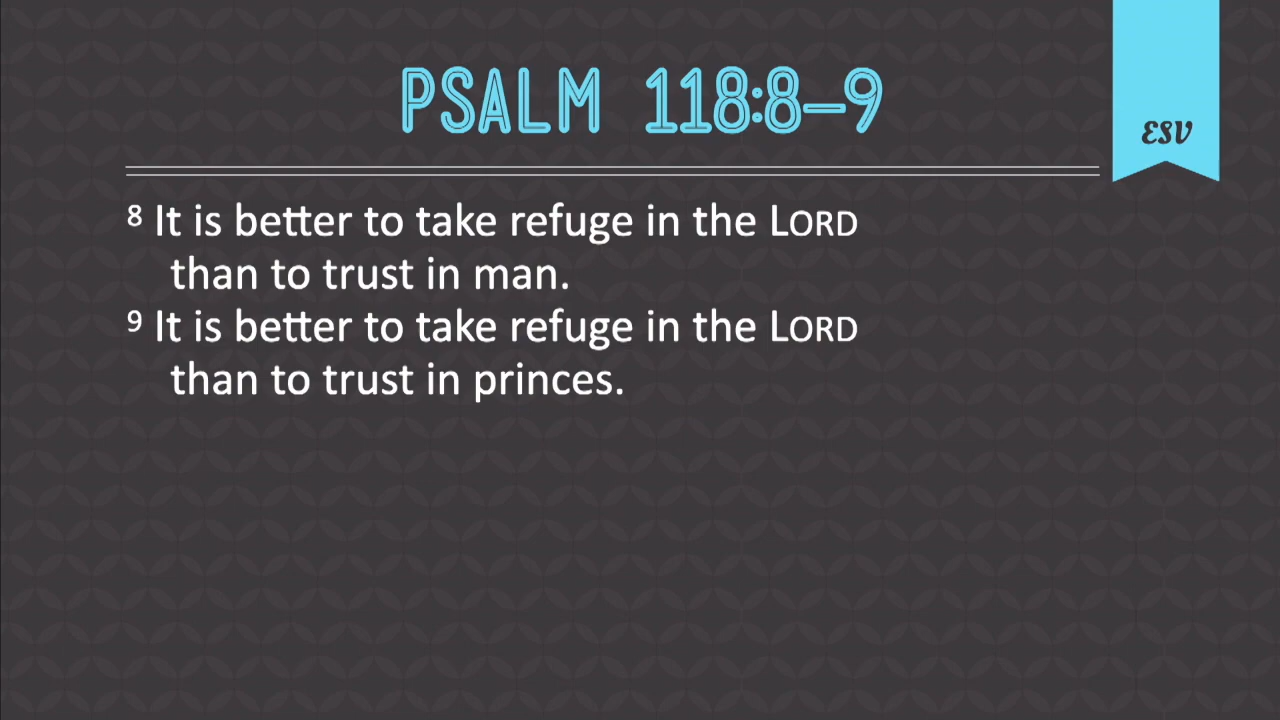 PSALM 118:8–9
ESV
⁸ It is better to take refuge in the LORD
than to trust in man.
⁹ It is better to take refuge in the LORD
than to trust in princes.